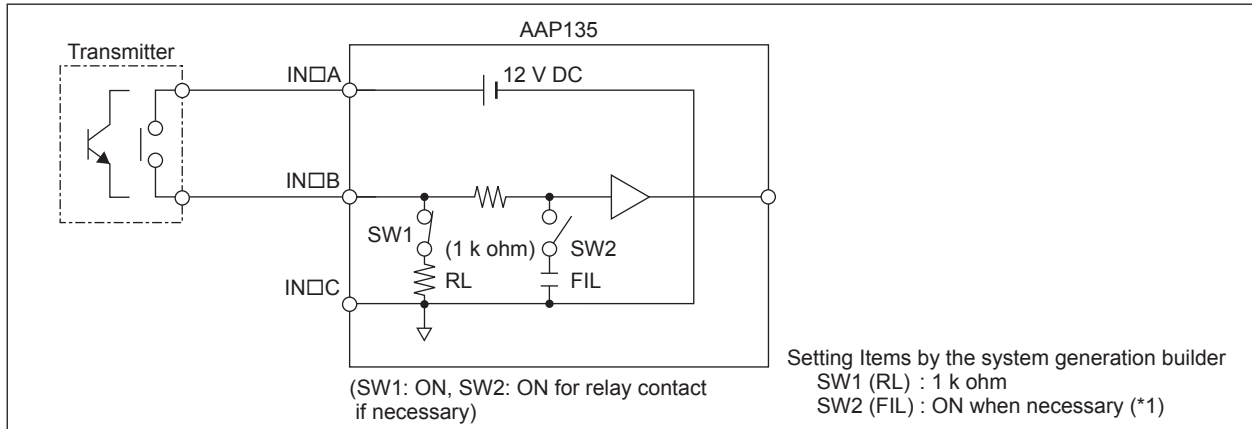 AAP135
Transmitter
IN□A
12 V DC
IN□B
SW1
(1 k ohm)
SW2
RL
FIL
IN□C
(SW1: ON, SW2: ON for relay contact
if necessary)
Setting Items by the system generation builder
SW1 (RL) : 1 k ohm
SW2 (FIL) : ON when necessary (*1)